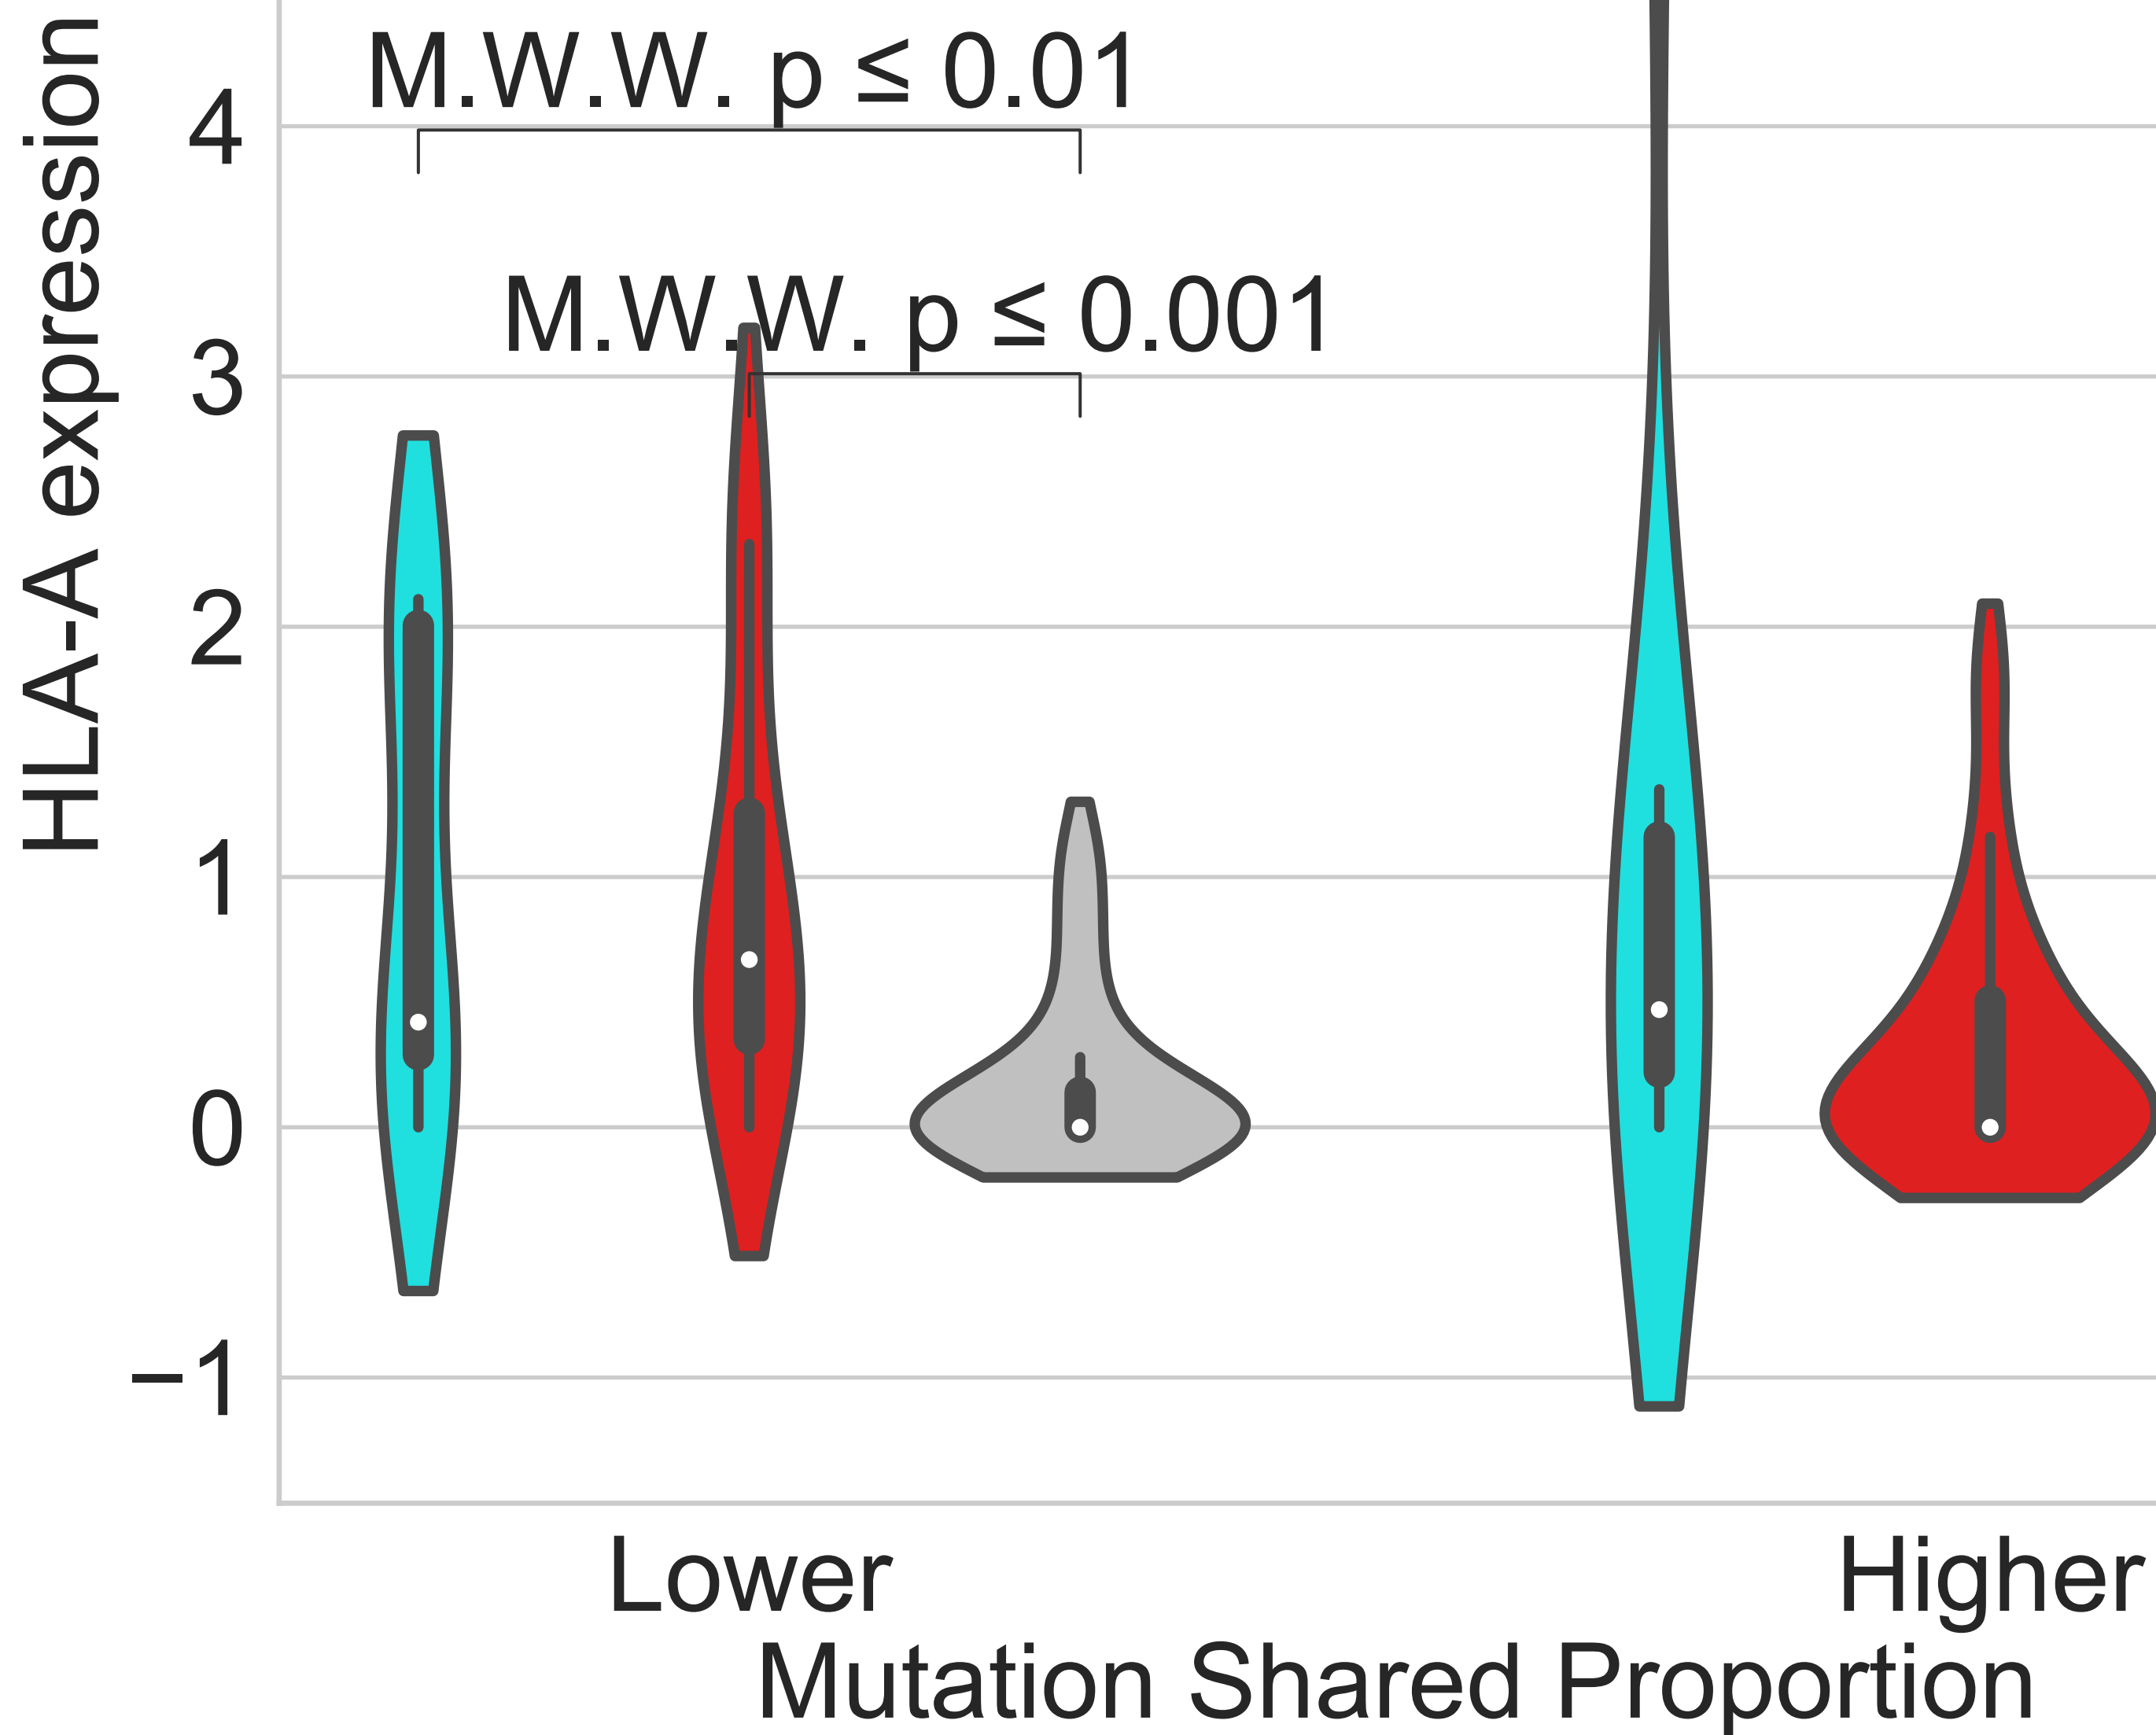 HLA-A expression
M.W.W. p ≤ 0.01
4
M.W.W. p ≤ 0.001
3
2
1
0
−1
Lower
Higher
Mutation Shared Proportion